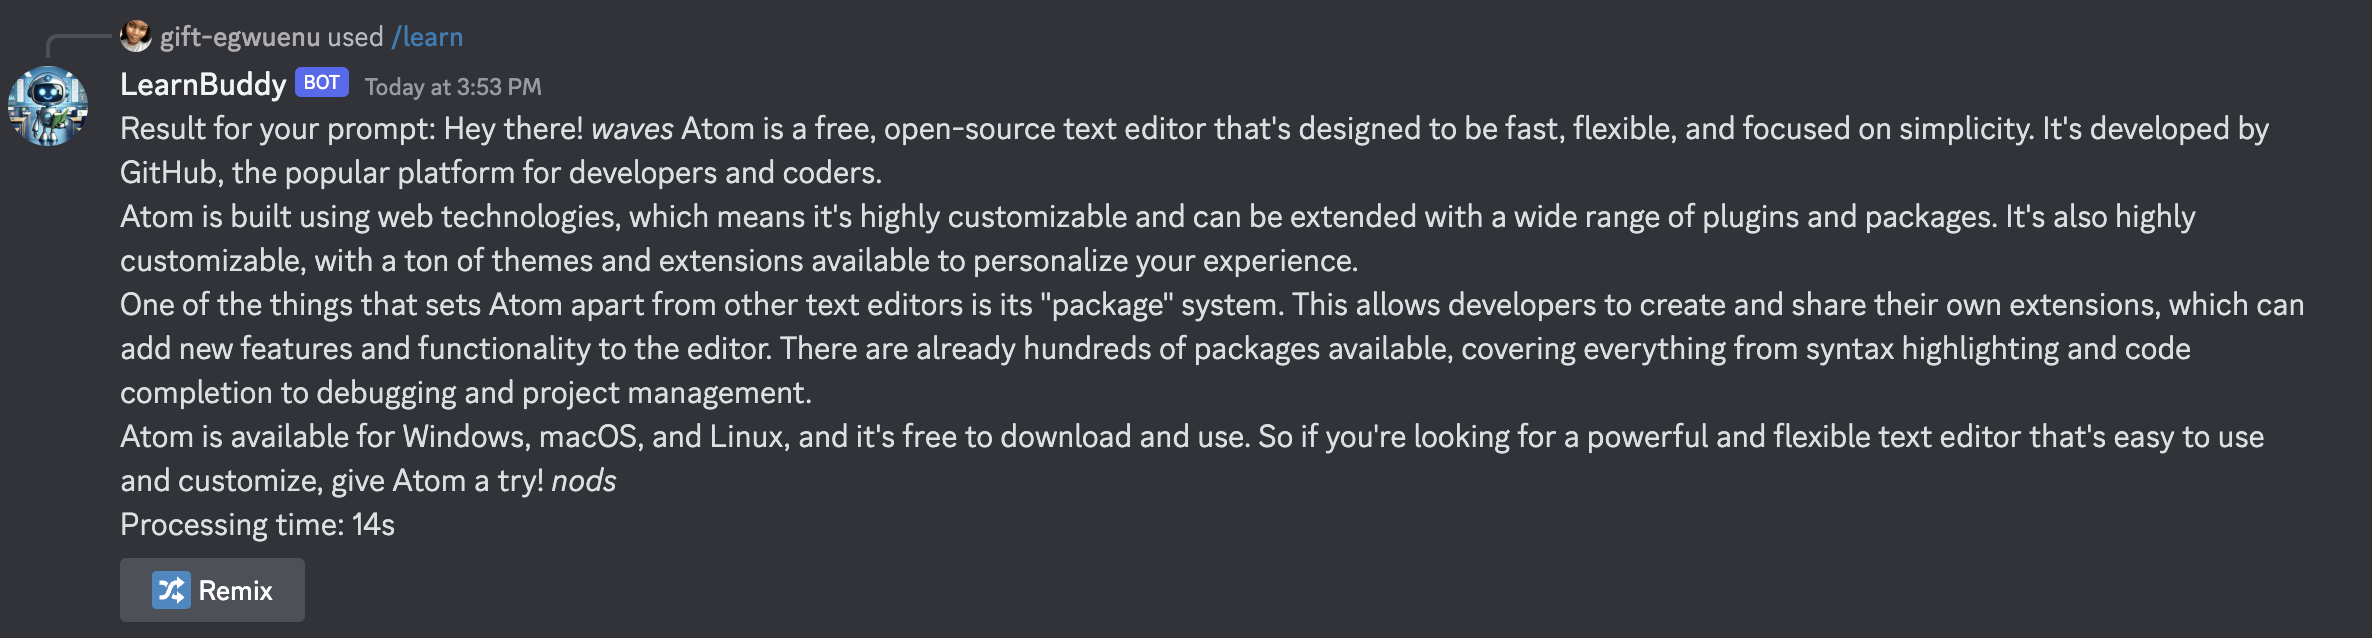 gift-egwuenu used /learn
LearnBuddy BOT Today at 3:53 PM
Result for your prompt: Hey there! waves Atom is a free, open-source text editor that's designed to be fast, flexible, and focused on simplicity. It's developed by
GitHub, the popular platform for developers and coders.
Atom is built using web technologies, which means it's highly customizable and can be extended with a wide range of plugins and packages. It's also highly
customizable, with a ton of themes and extensions available to personalize your experience.
One of the things that sets Atom apart from other text editors is its "package" system. This allows developers to create and share their own extensions, which can
add new features and functionality to the editor. There are already hundreds of packages available, covering everything from syntax highlighting and code
completion to debugging and project management.
Atom is available for Windows, macOS, and Linux, and it's free to download and use. So if you're looking for a powerful and flexible text editor that's easy to use
and customize, give Atom a try! nods
Processing time: 14s
Remix